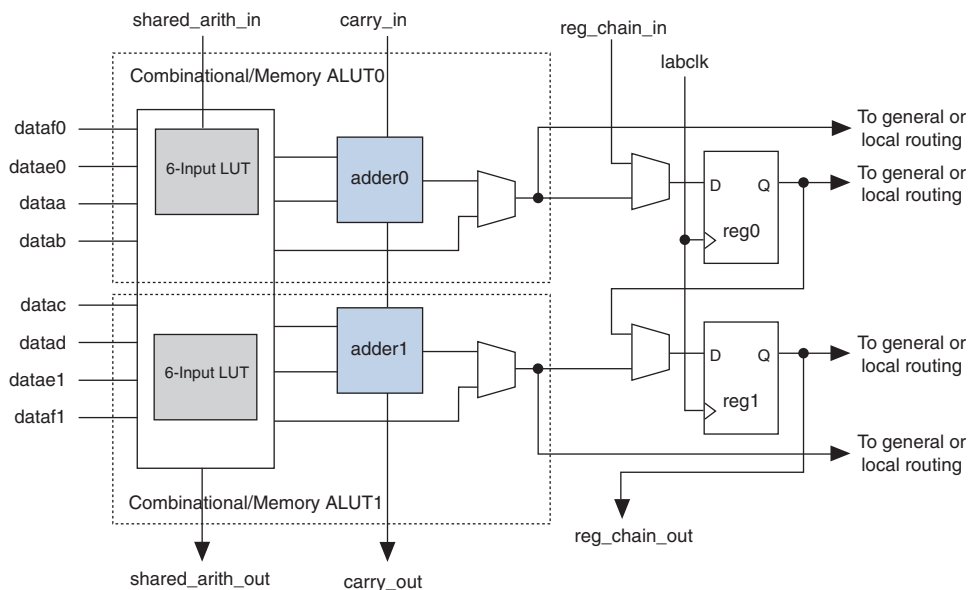 shared_arith_in
carry_in
reg_chain_in
labclk
Combinational/Memory ALUT0
dataf0
datae0
dataa
datab
6-Input LUT
adder0
D
Q
reg0
To general or
local routing
To general or
local routing
datac
datad
datae1
dataf1
6-Input LUT
adder1
D
Q
reg1
To general or
local routing
To general or
local routing
Combinational/Memory ALUT1
reg_chain_out
shared_arith_out
carry_out